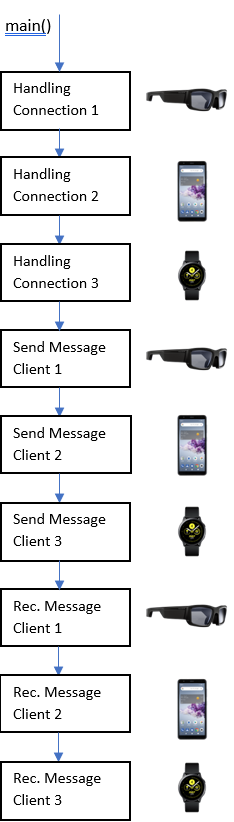 main()
Handling
Connection 1
Handling
Connection 2
Handling
Connection 3
Send Message
Client 1
Send Message
Client 2
Send Message
Client 3
Rec. Message
Client 1
Rec. Message
Client 2
Rec. Message
Client 3